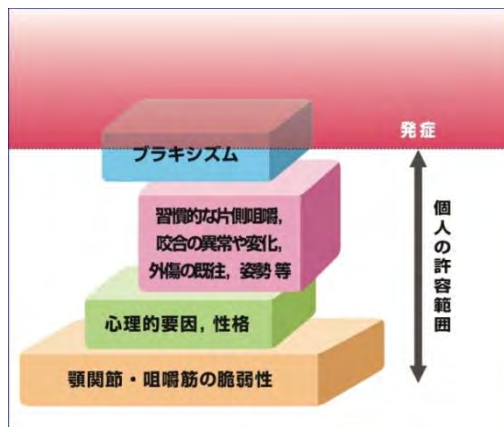 発症
ブラキシズム
習慣的な片側咀嚼,
咬合の異常や変化,
外傷の既往, 姿勢 等
心理的要因, 性格
顎関節・咀嚼筋の脆弱性
個人の許容範囲